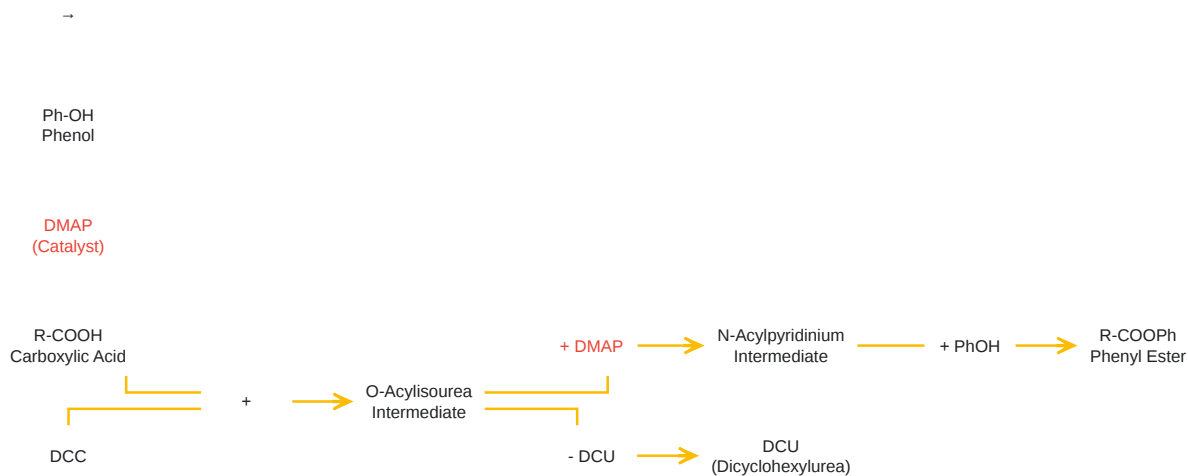 →
Ph-OH
Phenol
DMAP
(Catalyst)
R-COOH
Carboxylic Acid
DCC
+
O-Acylisourea
Intermediate
+ DMAP
N-Acylpyridinium
Intermediate
+ PhOH
R-COOPh
Phenyl Ester
- DCU
DCU
(Dicyclohexylurea)